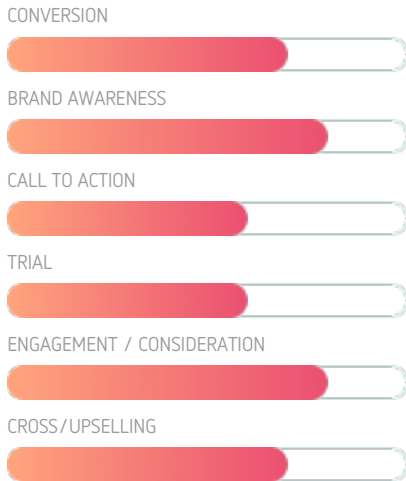 CONVERSION
BRAND AWARENESS
CALL TO ACTION
TRIAL
ENGAGEMENT / CONSIDERATION
CROSS/UPSELLING